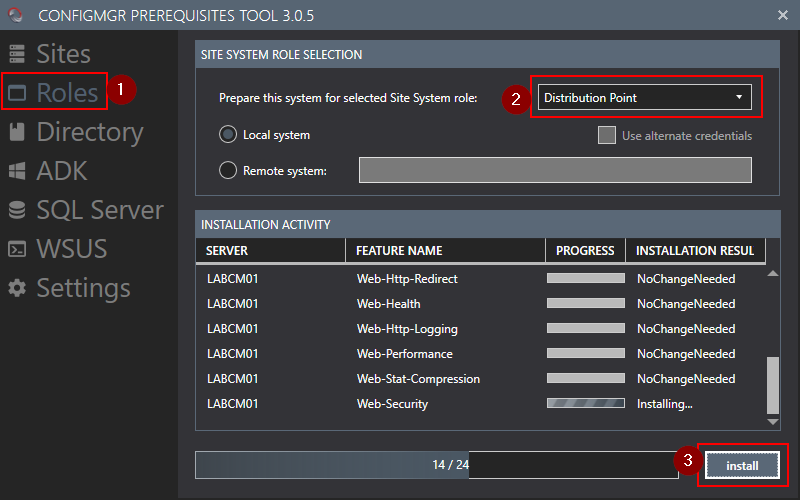 CONFIGMGR PREREQUISITES TOOL 3.0.5
Sites
Roles
1
Directory
ADK
SQL Server
WSUS
Settings
SITE SYSTEM ROLE SELECTION
Prepare this system for selected Site System role:
2
Distribution Point
Local system
Use alternate credentials
Remote system:
INSTALLATION ACTIVITY
SERVER FEATURE NAME PROGRESS INSTALLATION RESUL
LABCM01 Web-Http-Redirect NoChangeNeeded
LABCM01 Web-Health NoChangeNeeded
LABCM01 Web-Http-Logging NoChangeNeeded
LABCM01 Web-Performance NoChangeNeeded
LABCM01 Web-Stat-Compression NoChangeNeeded
LABCM01 Web-Security Installing...
14 / 24
3
install